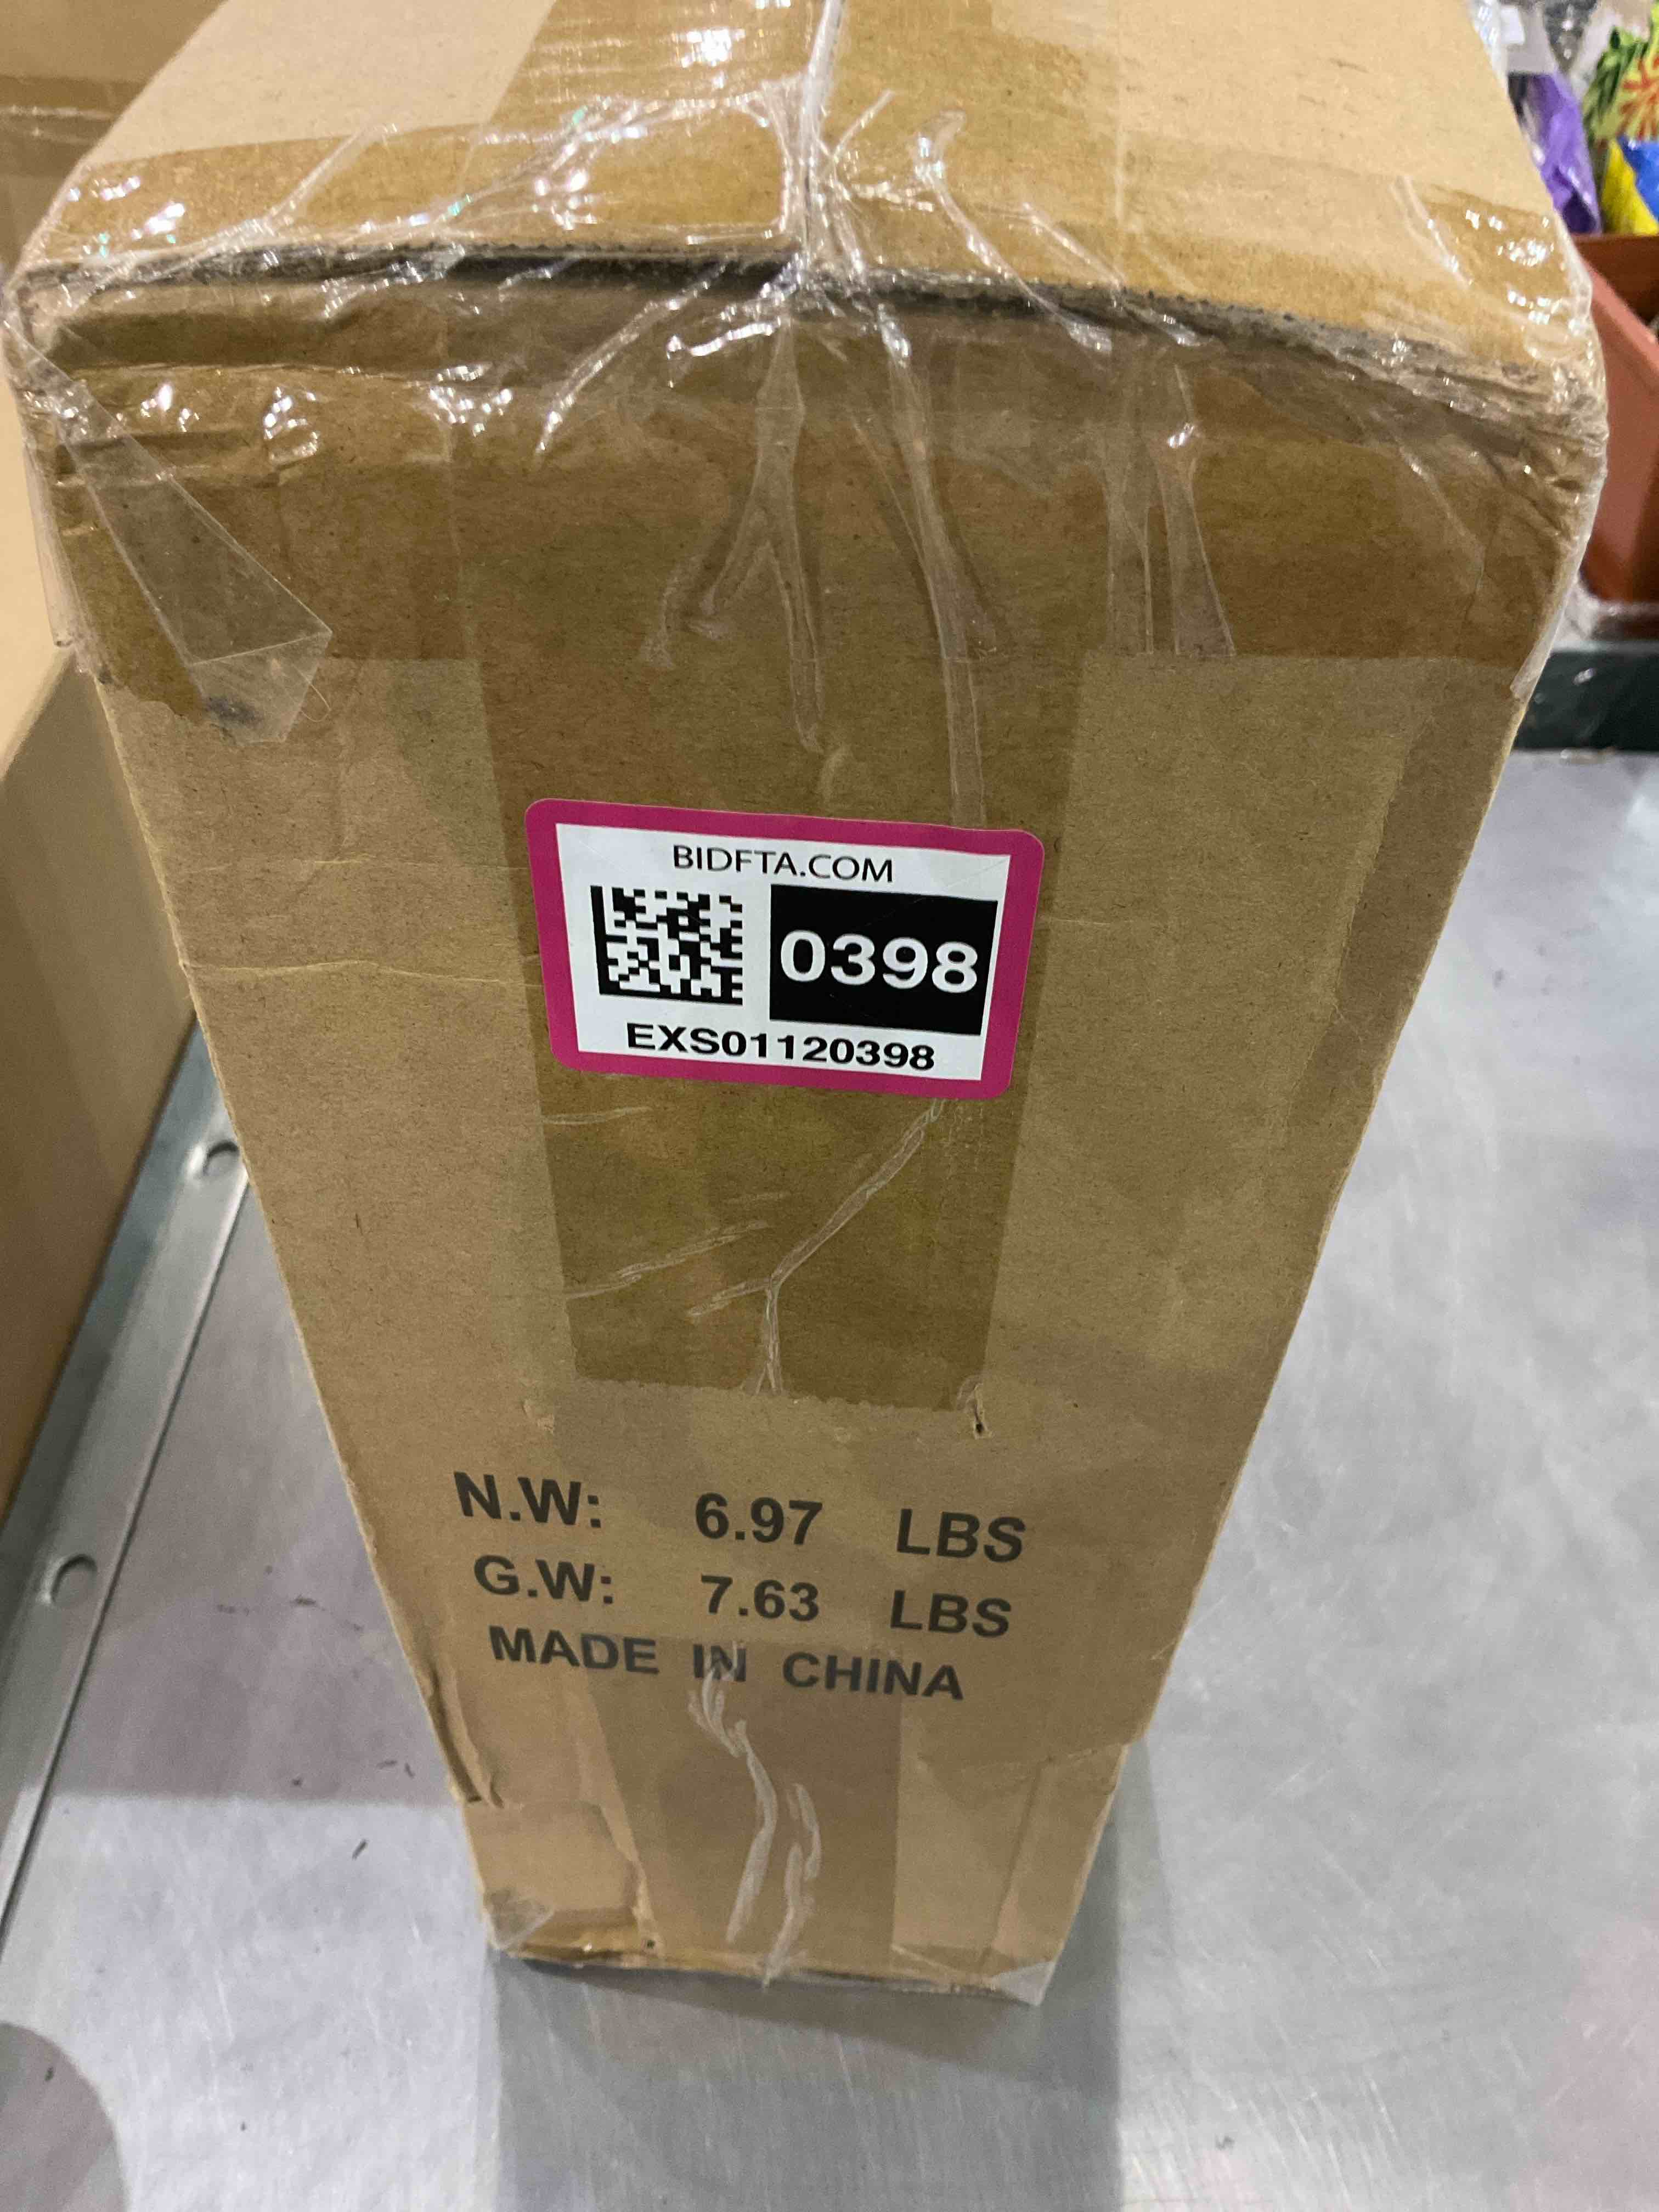 BIDFTA.COM
0398
EXS01120398
N.W: 6.97 LBS
G.W: 7.63 LBS
MADE IN CHINA